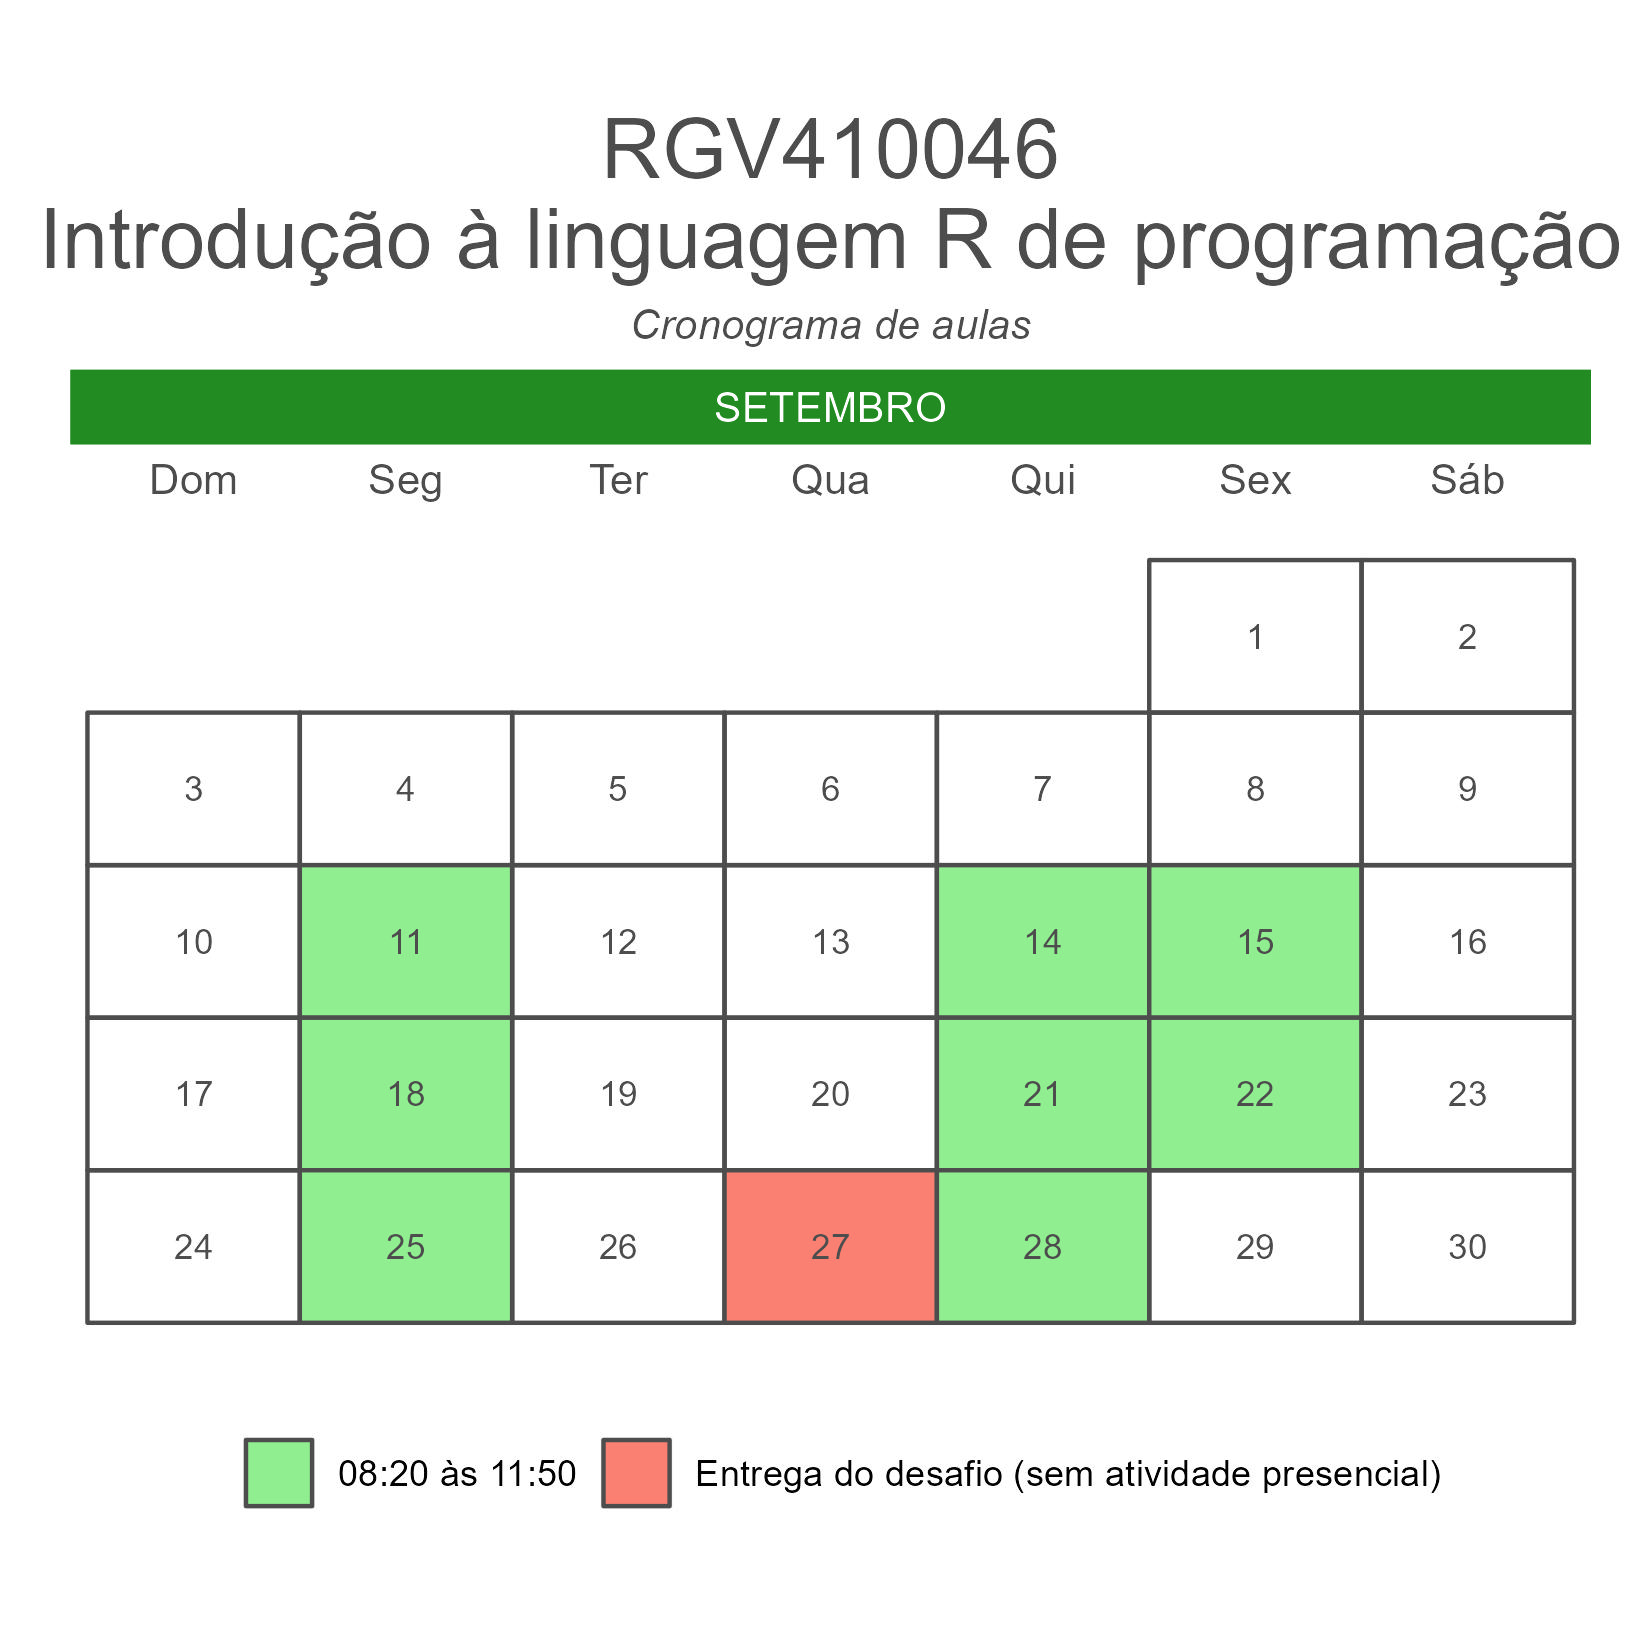 RGV410046
Introdução à linguagem R de programação
Cronograma de aulas
SETEMBRO
Dom Seg Ter Qua Qui Sex Sáb
1 2
3 4 5 6 7 8 9
10 11 12 13 14 15 16
17 18 19 20 21 22 23
24 25 26 27 28 29 30
08:20 às 11:50 Entrega do desafio (sem atividade presencial)